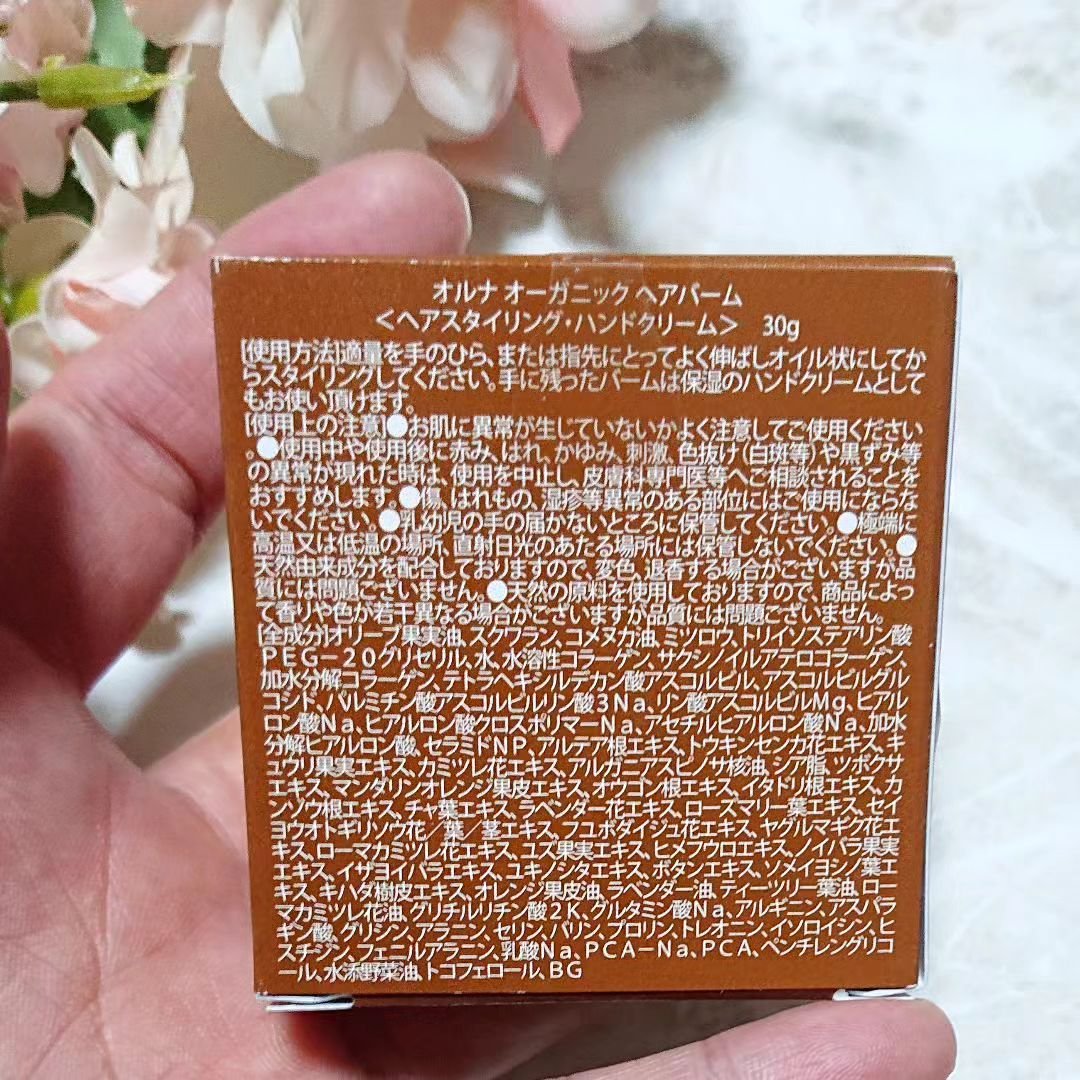 オルナ オーガニック ヘアバーム
＜ヘアスタイリング・ハンドクリーム＞ 30g
[使用方法]適量を手のひら、または指先にとってよく伸ばしオイル状にしてか
らスタイリングしてください。手に残ったバームは保湿のハンドクリームとして
もお使い頂けます。
[使用上の注意]●お肌に異常が生じていないかよく注意してご使用ください
。●使用中や使用後に赤み、はれ、かゆみ、刺激、色抜け(白斑等)や黒ずみ等
の異常が現れた時は、使用を中止し、皮膚科専門医等へご相談されることを
おすすめします。●傷、はれもの、湿疹等異常のある部位にはご使用にならな
いでください。●乳幼児の手の届かないところに保管してください。●極端に
高温又は低温の場所、直射日光のあたる場所には保管しないでください。●
天然由来成分を配合しておりますので、変色、退香する場合がございますが品
質には問題ございません。●天然の原料を使用しておりますので、商品によっ
て香りや色が若干異なる場合がございますが品質には問題ございません。
[全成分]オリーブ果実油、スクワラン、コメヌカ油、ミツロウ、トリイソステアリン酸
PEG－20グリセリル、水、水溶性コラーゲン、サクシノイルアテロコラーゲン、
加水分解コラーゲン、テトラヘキシルデカン酸アスコルビル、アスコルビルグル
コシド、パルミチン酸アスコルビルリン酸3Na、リン酸アスコルビルMg、ヒアル
ロン酸Na、ヒアルロン酸クロスポリマーNa、アセチルヒアルロン酸Na、加水
分解ヒアルロン酸、セラミドNP、アルテア根エキス、トウキンセンカ花エキス、キ
ュウリ果実エキス、カミツレ花エキス、アルガニアスピノサ核油、シア脂、ツボクサ
エキス、マンダリンオレンジ果皮エキス、オウゴン根エキス、イタドリ根エキス、カ
ンゾウ根エキス、チャ葉エキス、ラベンダー花エキス、ローズマリー葉エキス、セイ
ヨウオトギリソウ花／葉／茎エキス、フユボダイジュ花エキス、ヤグルマギク花エ
キス、ローマカミツレ花エキス、ユズ果実エキス、ヒメフウロエキス、ノイバラ果実
エキス、イザヨイバラエキス、ユキノシタエキス、ボタンエキス、ソメイヨシノ葉エ
キス、キハダ樹皮エキス、オレンジ果皮油、ラベンダー油、ティーツリー葉油、ロー
マカミツレ花油、グリチルリチン酸2K、グルタミン酸Na、アルギニン、アスパラ
ギン酸、グリシン、アラニン、セリン、バリン、プロリン、トレオニン、イソロイシン、ヒ
スチジン、フェニルアラニン、乳酸Na、PCA－Na、PCA、ペンチレングリコ
ール、水添野菜油、トコフェロール、BG